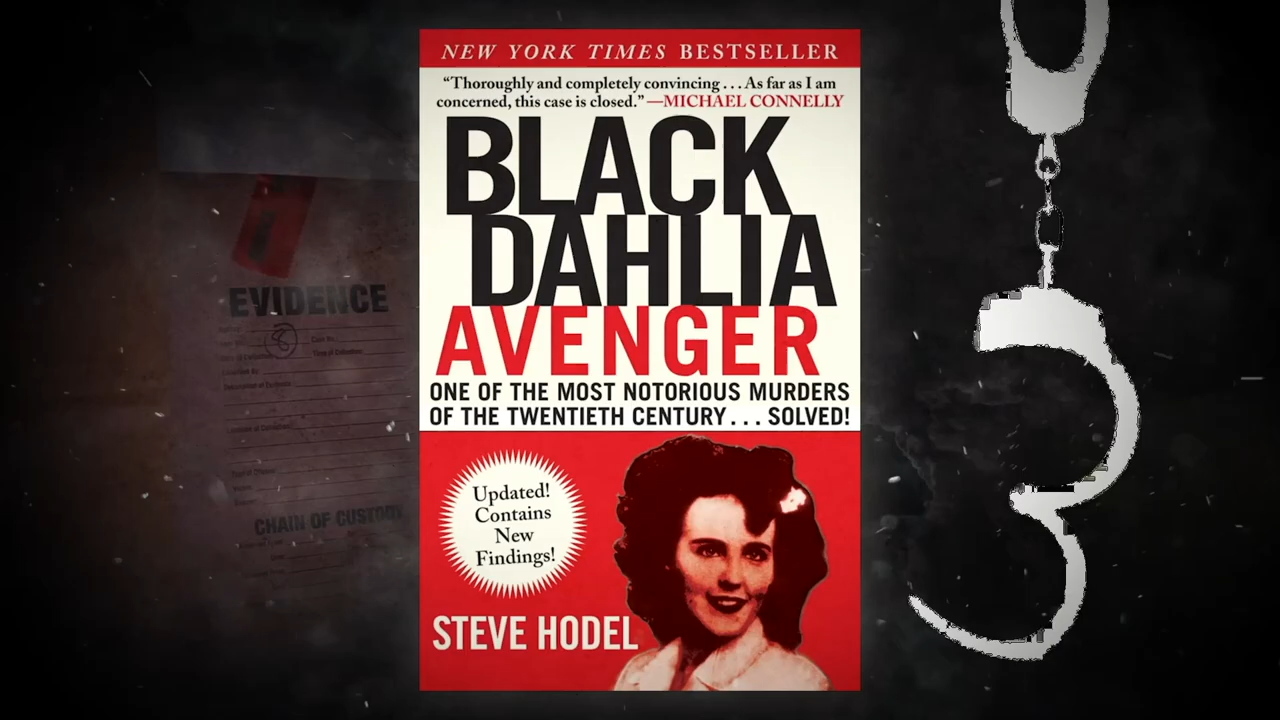 NEW YORK TIMES BESTSELLER
“Thoroughly and completely convincing . . . As far as I am
concerned, this case is closed.” —MICHAEL CONNELLY
BLACK
DAHLIA
AVENGER
ONE OF THE MOST NOTORIOUS MURDERS
OF THE TWENTIETH CENTURY . . . SOLVED!
Updated!
Contains
New
Findings!
STEVE HODEL
EVIDENCE
CHAIN OF CUSTODY